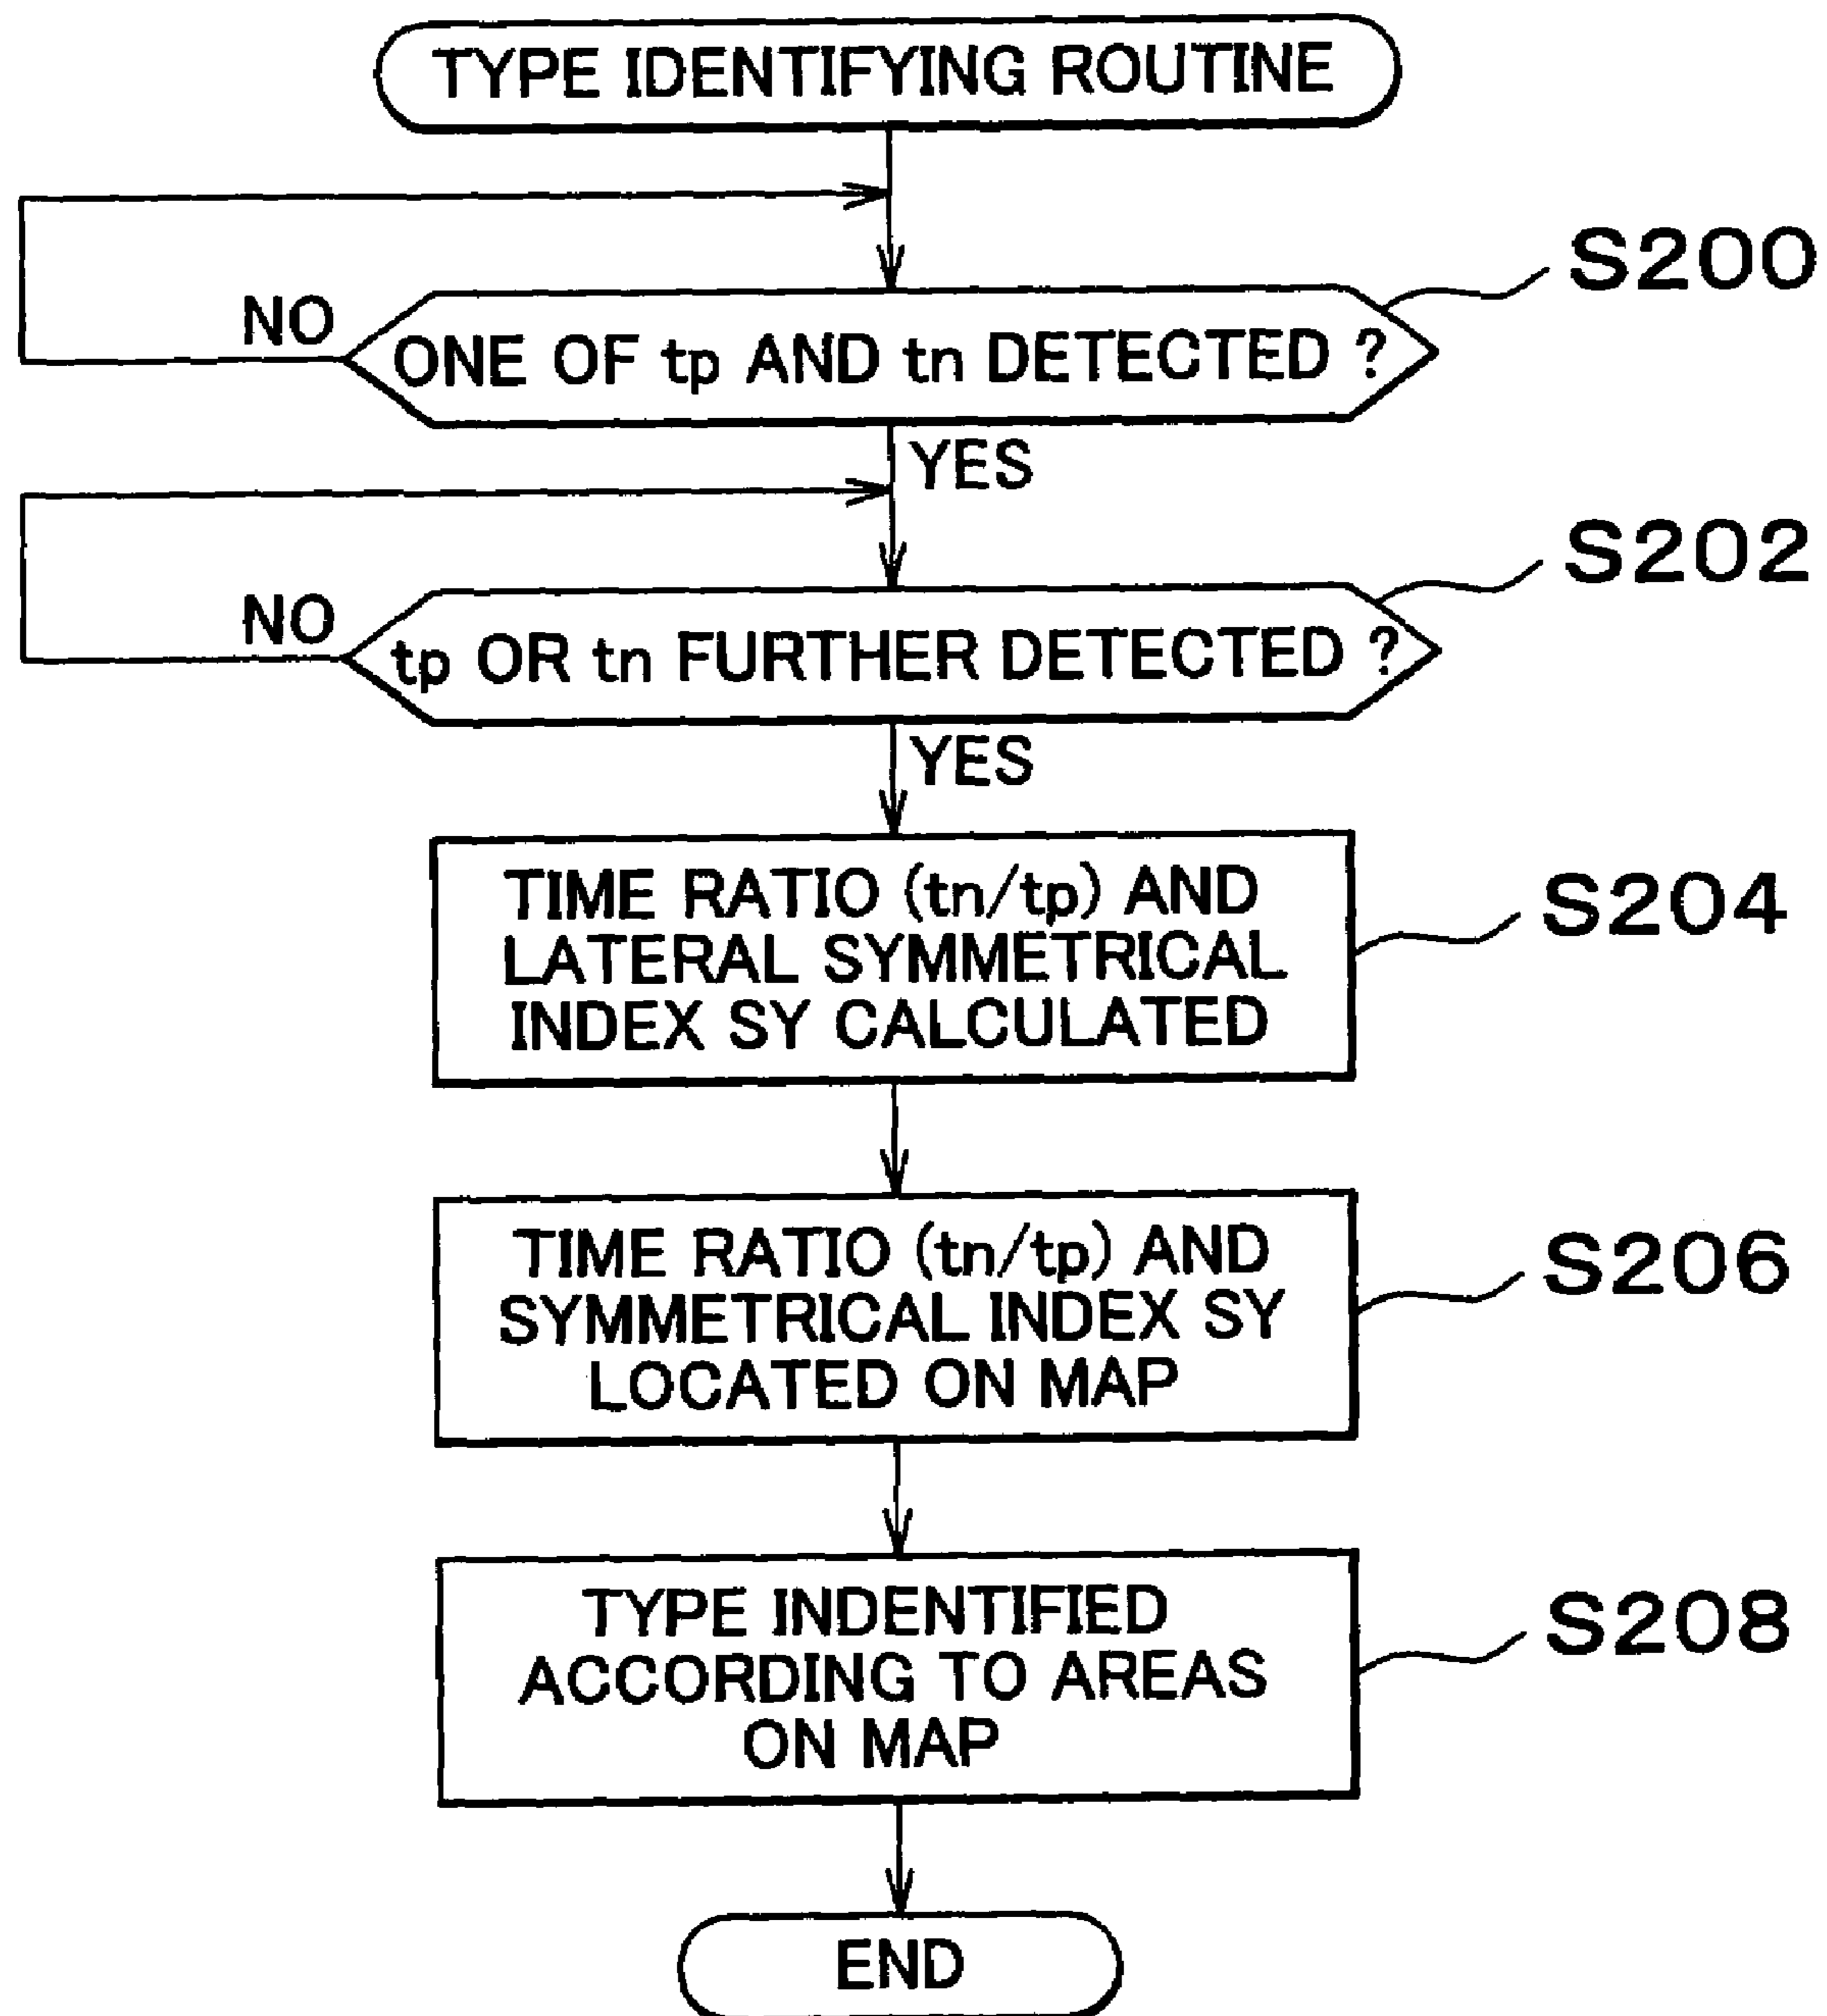 TYPE IDENTIFYING ROUTINE
S200
NO
ONE OF tp AND tn DETECTED ?
YES
S202
NO
tp OR tn FURTHER DETECTED ?
YES
TIME RATIO (tn/tp) AND
LATERAL SYMMETRICAL
INDEX SY CALCULATED
S204
TIME RATIO (tn/tp) AND
SYMMETRICAL INDEX SY
LOCATED ON MAP
S206
TYPE INDENTIFIED
ACCORDING TO AREAS
ON MAP
S208
END